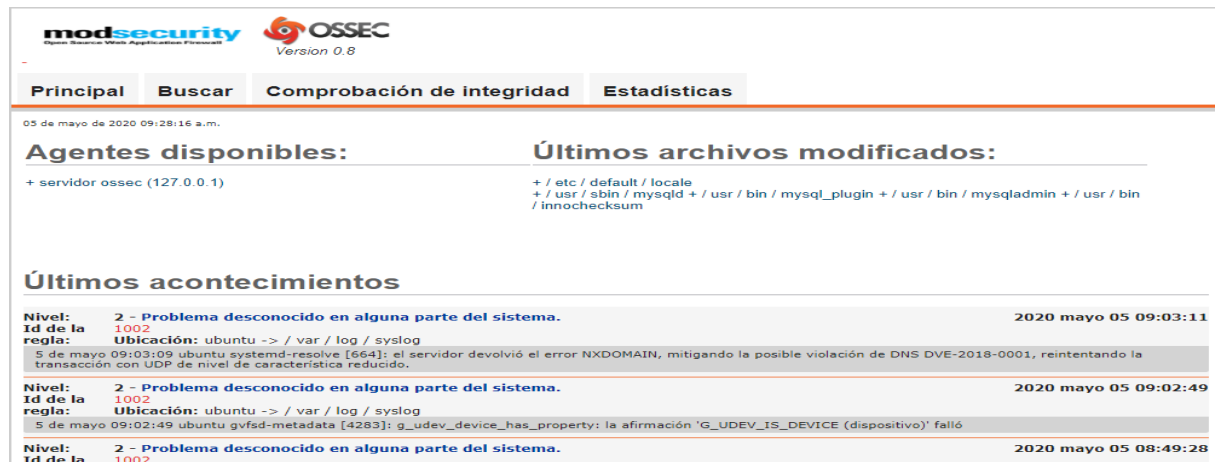 modsecurity
Open Source Web Application Firewall
OSSEC
Version 0.8
Principal Buscar Comprobación de integridad Estadísticas
05 de mayo de 2020 09:28:16 a.m.
Agentes disponibles:
+ servidor ossec (127.0.0.1)
Últimos archivos modificados:
+ / etc / default / locale
+ / usr / sbin / mysqld + / usr / bin / mysql_plugin + / usr / bin / mysqladmin + / usr / bin
/ innochecksum
Últimos acontecimientos
Nivel: 2 - Problema desconocido en alguna parte del sistema. 2020 mayo 05 09:03:11
Id de la 1002
regla: Ubicación: ubuntu -> / var / log / syslog
5 de mayo 09:03:09 ubuntu systemd-resolve [664]: el servidor devolvió el error NXDOMAIN, mitigando la posible violación de DNS DVE-2018-0001, reintentando la
transacción con UDP de nivel de característica reducido.
Nivel: 2 - Problema desconocido en alguna parte del sistema. 2020 mayo 05 09:02:49
Id de la 1002
regla: Ubicación: ubuntu -> / var / log / syslog
5 de mayo 09:02:49 ubuntu gvfsd-metadata [4283]: g_udev_device_has_property: la afirmación 'G_UDEV_IS_DEVICE (dispositivo)' falló
Nivel: 2 - Problema desconocido en alguna parte del sistema. 2020 mayo 05 08:49:28
Id de la 1002